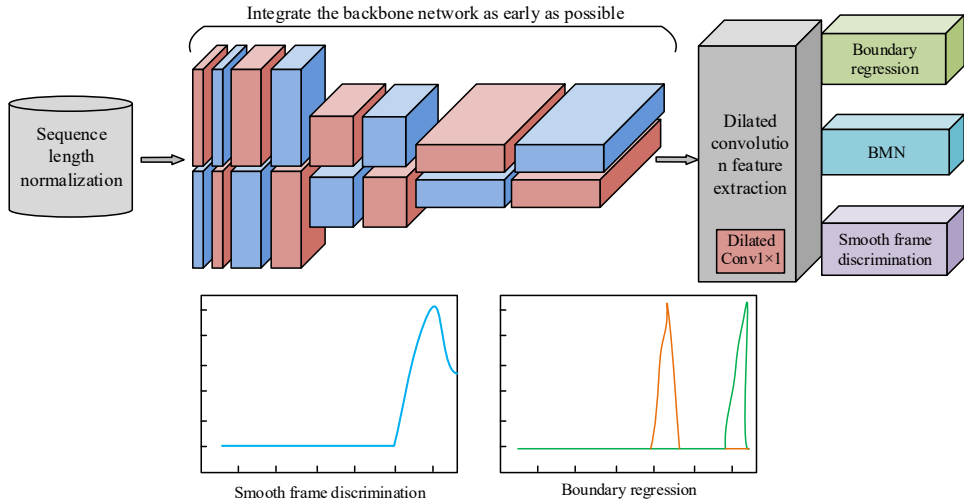 Integrate the backbone network as early as possible
Sequence
length
normalization
Dilated
convolutio
n feature
extraction
Dilated
Conv1×1
Boundary
regression
BMN
Smooth frame
discrimination
Smooth frame discrimination
Boundary regression